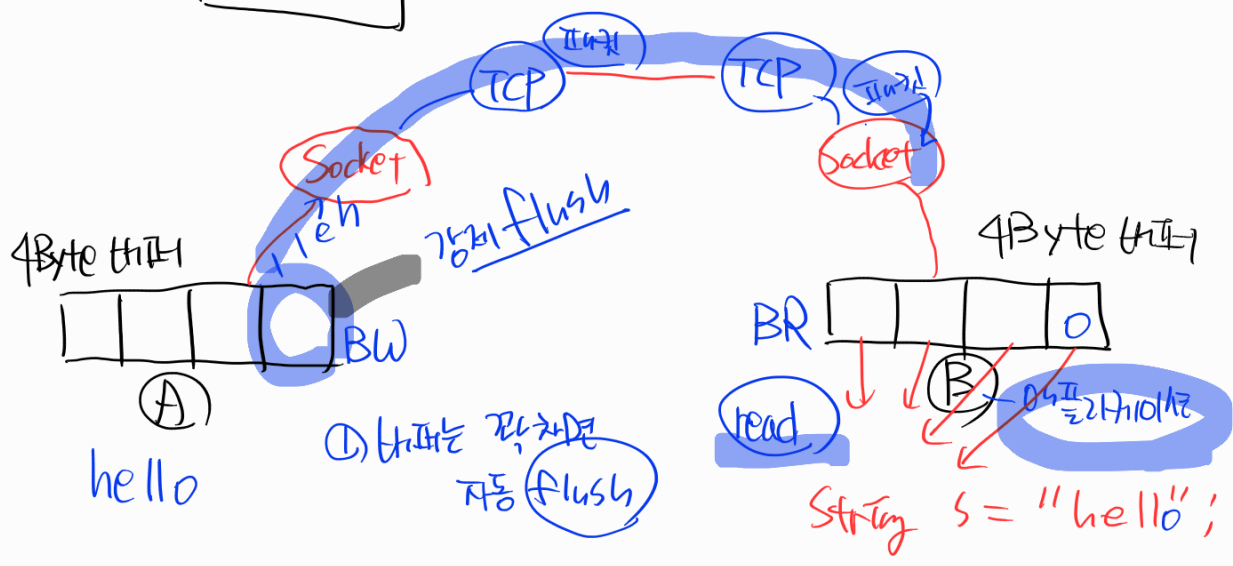 패킷
TCP
TCP
패킷
Socket
Socket
l l e h
강제 flush
4Byte 버퍼
4Byte 버퍼
BW
BR
O
A
B
어플리케이션
hello
① 버퍼는 꽉차면
자동 flush
read
String s = "hello";